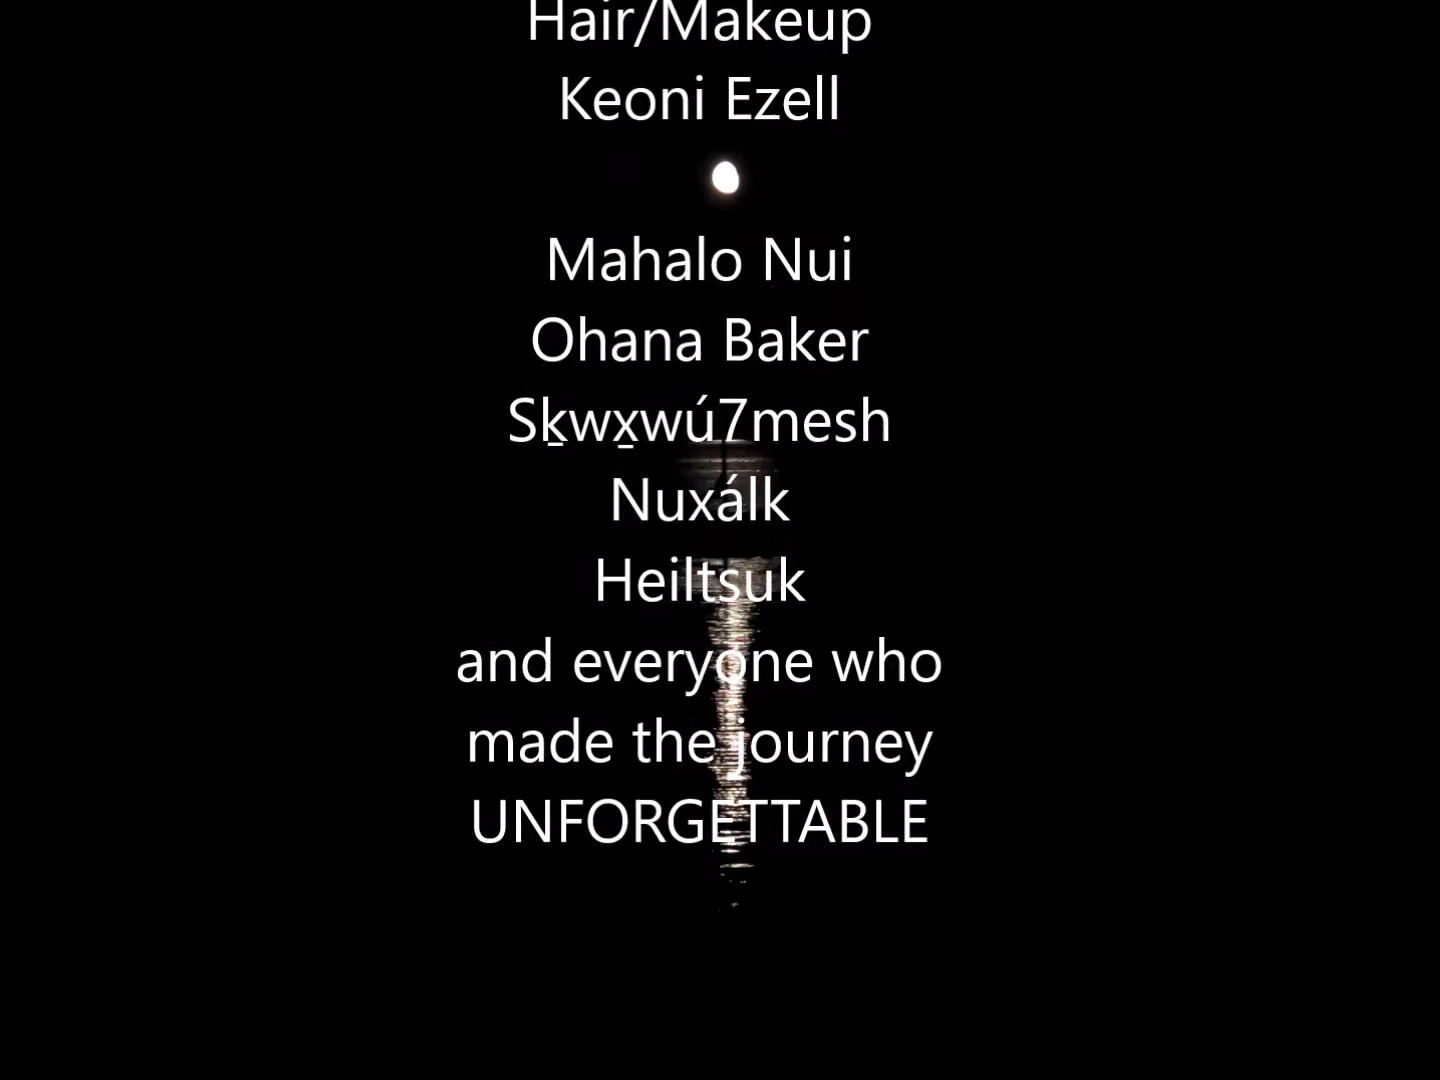 Hair/Makeup
Keoni Ezell
Mahalo Nui
Ohana Baker
Sḵwx̱wú7mesh
Nuxálk
Heiltsuk
and everyone who
made the journey
UNFORGETTABLE